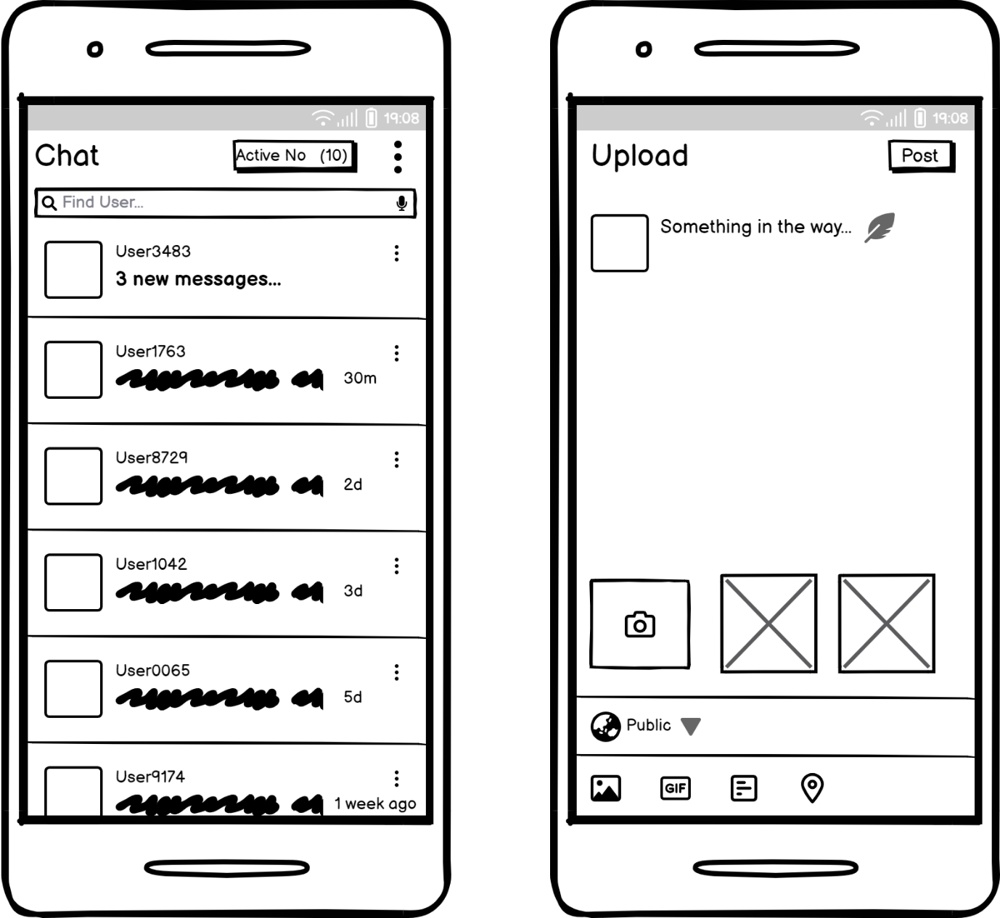 19:08
Chat
Active No (10)
Find User...
User3483
3 new messages...
User1763
30m
User8729
2d
User1042
3d
User0065
5d
User9174
1 week ago
19:08
Upload
Post
Something in the way...
Public
GIF